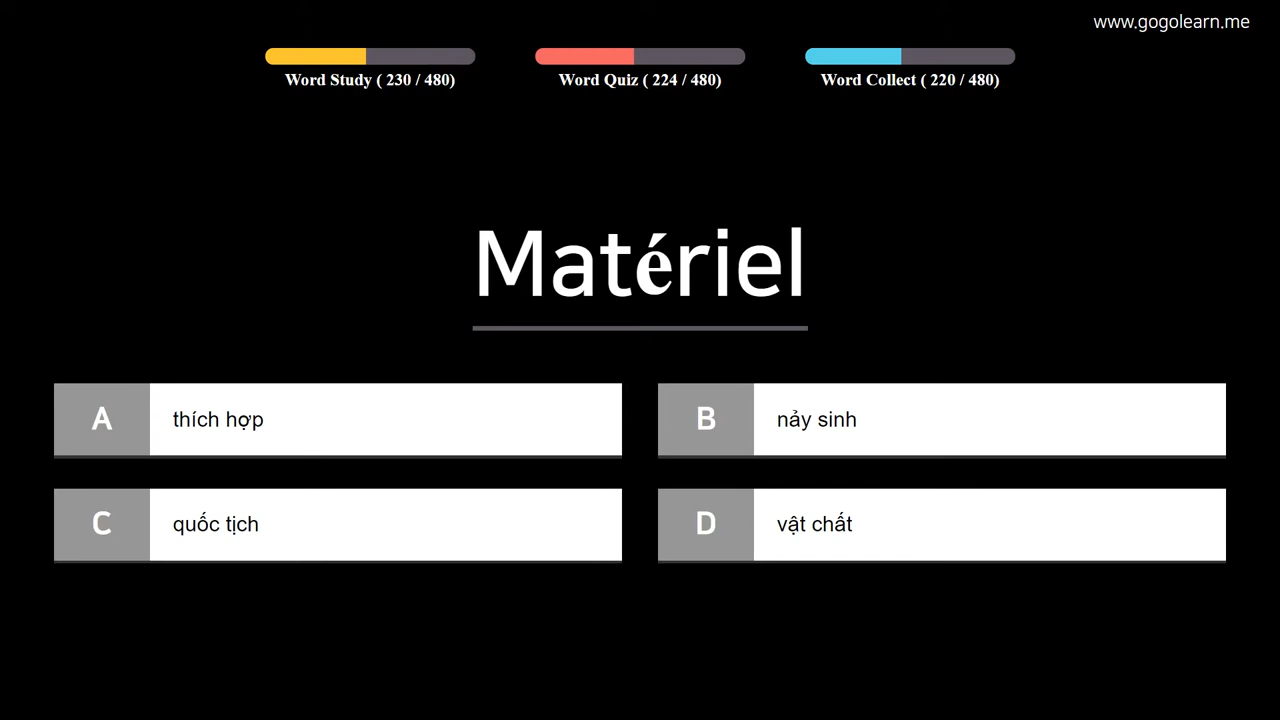 www.gogolearn.me
Word Study ( 230 / 480)
Word Quiz ( 224 / 480)
Word Collect ( 220 / 480)
Matériel
A thích hợp
B nảy sinh
C quốc tịch
D vật chất